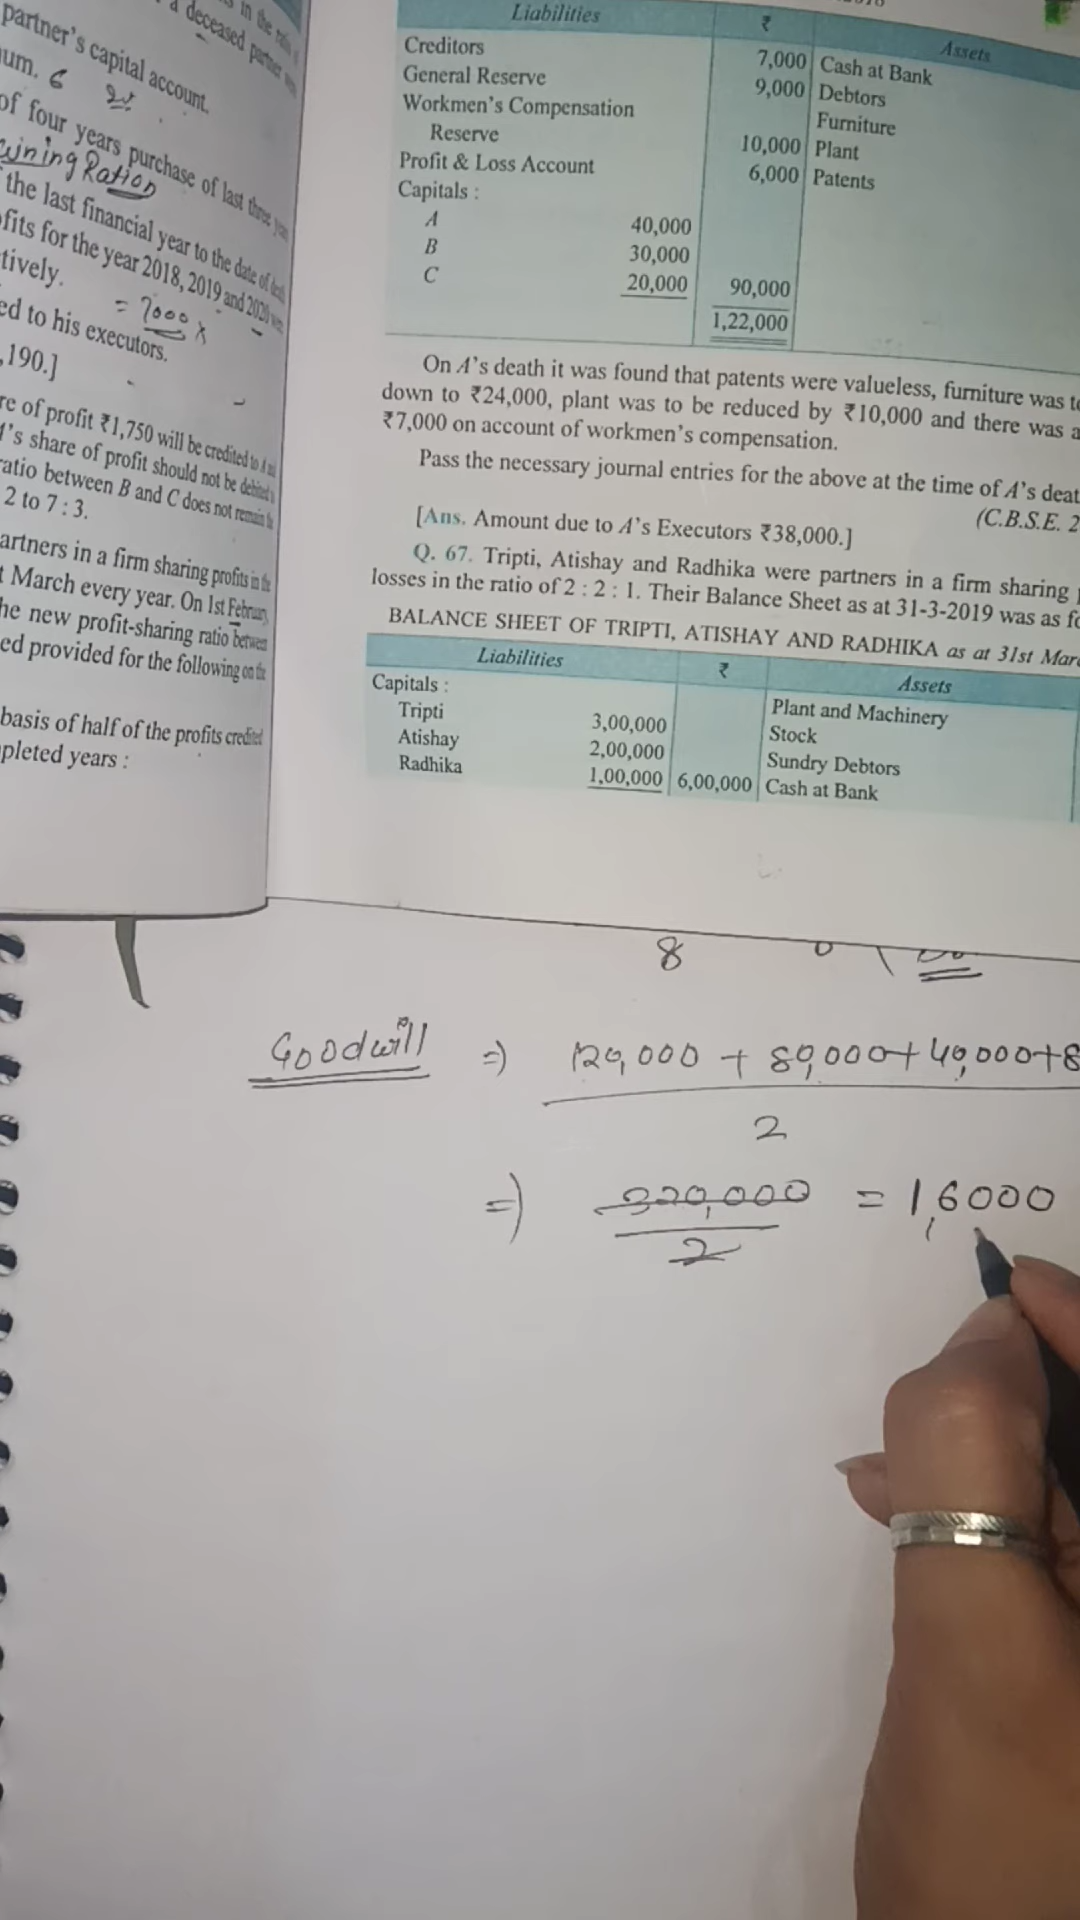 in the ratio
a deceased partner
partner's capital account.
um. 6
of four years purchase of last three
the last financial year to the date of
fits for the year 2018, 2019 and 2020
tively.
= 7000 x
ed to his executors.
,190.]
re of profit ₹1,750 will be credited to
's share of profit should not be debited
ratio between B and C does not remain
2 to 7 : 3.
artners in a firm sharing profits in the
March every year. On 1st February,
he new profit-sharing ratio between
ed provided for the following on the
basis of half of the profits credited
pleted years :
Liabilities ₹ Assets
Creditors 7,000 Cash at Bank
General Reserve 9,000 Debtors
Workmen's Compensation Furniture
Reserve 10,000 Plant
Profit & Loss Account 6,000 Patents
Capitals :
A 40,000
B 30,000
C 20,000 90,000
1,22,000
On A's death it was found that patents were valueless, furniture was
down to ₹24,000, plant was to be reduced by ₹10,000 and there was a
₹7,000 on account of workmen's compensation.
Pass the necessary journal entries for the above at the time of A's
(C.B.S.E. 2
[Ans. Amount due to A's Executors ₹38,000.]
Q. 67. Tripti, Atishay and Radhika were partners in a firm sharing
losses in the ratio of 2 : 2 : 1. Their Balance Sheet as at 31-3-2019 was as
BALANCE SHEET OF TRIPTI, ATISHAY AND RADHIKA as at 31st
Liabilities ₹ Assets
Capitals : Plant and Machinery
Tripti 3,00,000 Stock
Atishay 2,00,000 Sundry Debtors
Radhika 1,00,000 6,00,000 Cash at Bank
8
Goodwill ⇒ 120,000 + 80,000 + 40,000 + 8
2
⇒ 320,000 = 1,6000
2